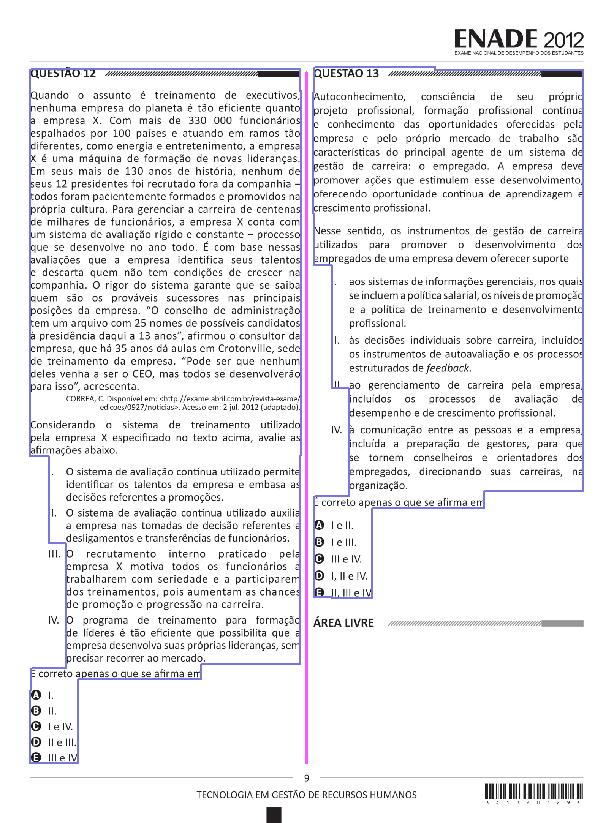 ENADE 2012
EXAME NACIONAL DE DESEMPENHO DOS ESTUDANTES
QUESTÃO 12
Quando o assunto é treinamento de executivos,
nenhuma empresa do planeta é tão eficiente quanto
a empresa X. Com mais de 330 000 funcionários
espalhados por 100 países e atuando em ramos tão
diferentes, como energia e entretenimento, a empresa
X é uma máquina de formação de novas lideranças.
Em seus mais de 130 anos de história, nenhum de
seus 12 presidentes foi recrutado fora da companhia –
todos foram pacientemente formados e promovidos na
própria cultura. Para gerenciar a carreira de centenas
de milhares de funcionários, a empresa X conta com
um sistema de avaliação rígido e constante – processo
que se desenvolve no ano todo. É com base nessas
avaliações que a empresa identifica seus talentos
e descarta quem não tem condições de crescer na
companhia. O rigor do sistema garante que se saiba
quem são os prováveis sucessores nas principais
posições da empresa. “O conselho de administração
tem um arquivo com 25 nomes de possíveis candidatos
à presidência daqui a 13 anos”, afirmou o consultor da
empresa, que há 35 anos dá aulas em Crotonville, sede
de treinamento da empresa. “Pode ser que nenhum
deles venha a ser o CEO, mas todos se desenvolverão
para isso”, acrescenta.
CORREA, C. Disponível em: <http://exame.abril.com.br/revista-exame/
edicoes/0927/noticias>. Acesso em: 2 jul. 2012 (adaptado).
Considerando o sistema de treinamento utilizado
pela empresa X especificado no texto acima, avalie as
afirmações abaixo.
I. O sistema de avaliação contínua utilizado permite
identificar os talentos da empresa e embasa as
decisões referentes a promoções.
II. O sistema de avaliação contínua utilizado auxilia
a empresa nas tomadas de decisão referentes a
desligamentos e transferências de funcionários.
III. O recrutamento interno praticado pela
empresa X motiva todos os funcionários a
trabalharem com seriedade e a participarem
dos treinamentos, pois aumentam as chances
de promoção e progressão na carreira.
IV. O programa de treinamento para formação
de líderes é tão eficiente que possibilita que a
empresa desenvolva suas próprias lideranças, sem
precisar recorrer ao mercado.
É correto apenas o que se afirma em
A I.
B II.
C I e IV.
D II e III.
E III e IV
QUESTÃO 13
Autoconhecimento, consciência de seu próprio
projeto profissional, formação profissional contínua
e conhecimento das oportunidades oferecidas pela
empresa e pelo próprio mercado de trabalho são
características do principal agente de um sistema de
gestão de carreira: o empregado. A empresa deve
promover ações que estimulem esse desenvolvimento,
oferecendo oportunidade contínua de aprendizagem e
crescimento profissional.
Nesse sentido, os instrumentos de gestão de carreira
utilizados para promover o desenvolvimento dos
empregados de uma empresa devem oferecer suporte
I. aos sistemas de informações gerenciais, nos quais
se incluem a política salarial, os níveis de promoção
e a política de treinamento e desenvolvimento
profissional.
II. às decisões individuais sobre carreira, incluídos
os instrumentos de autoavaliação e os processos
estruturados de feedback.
III. ao gerenciamento de carreira pela empresa,
incluídos os processos de avaliação de
desempenho e de crescimento profissional.
IV. à comunicação entre as pessoas e a empresa,
incluída a preparação de gestores, para que
se tornem conselheiros e orientadores dos
empregados, direcionando suas carreiras, na
organização.
É correto apenas o que se afirma em
A I e II.
B I e III.
C III e IV.
D I, II e IV.
E II, III e IV
ÁREA LIVRE
9
TECNOLOGIA EM GESTÃO DE RECURSOS HUMANOS